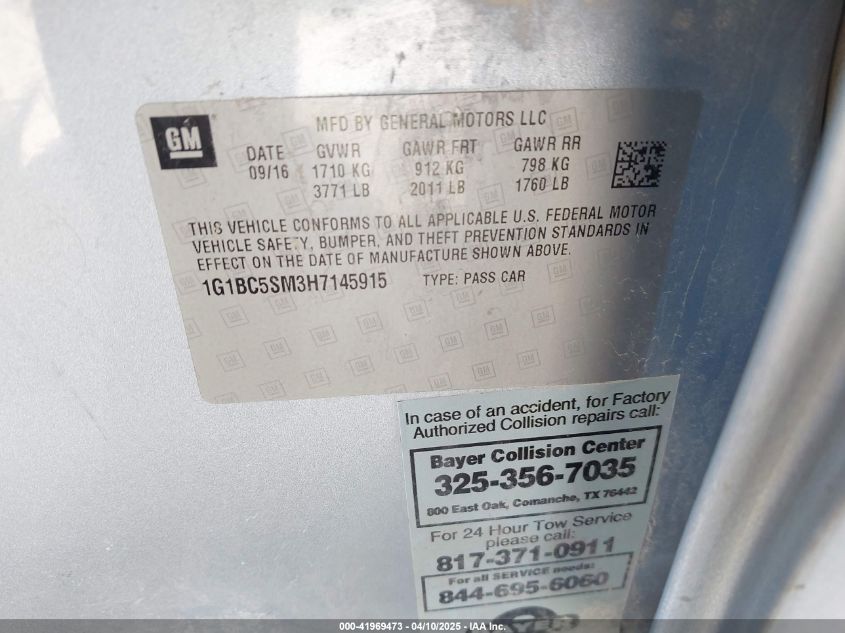 GM
MFD BY GENERAL MOTORS LLC
DATE GVWR GAWR FRT GAWR RR
09/16 1710 KG 912 KG 798 KG
3771 LB 2011 LB 1760 LB
THIS VEHICLE CONFORMS TO ALL APPLICABLE U.S. FEDERAL MOTOR
VEHICLE SAFETY, BUMPER, AND THEFT PREVENTION STANDARDS IN
EFFECT ON THE DATE OF MANUFACTURE SHOWN ABOVE.
1G1BC5SM3H7145915 TYPE: PASS CAR
In case of an accident, for Factory
Authorized Collision repairs call:
Bayer Collision Center
325-356-7035
800 East Oak, Comanche, TX 76442
For 24 Hour Tow Service
please call:
817-371-0911
For all SERVICE needs:
844-695-6060
000-41969473 - 04/10/2025 - IAA Inc.